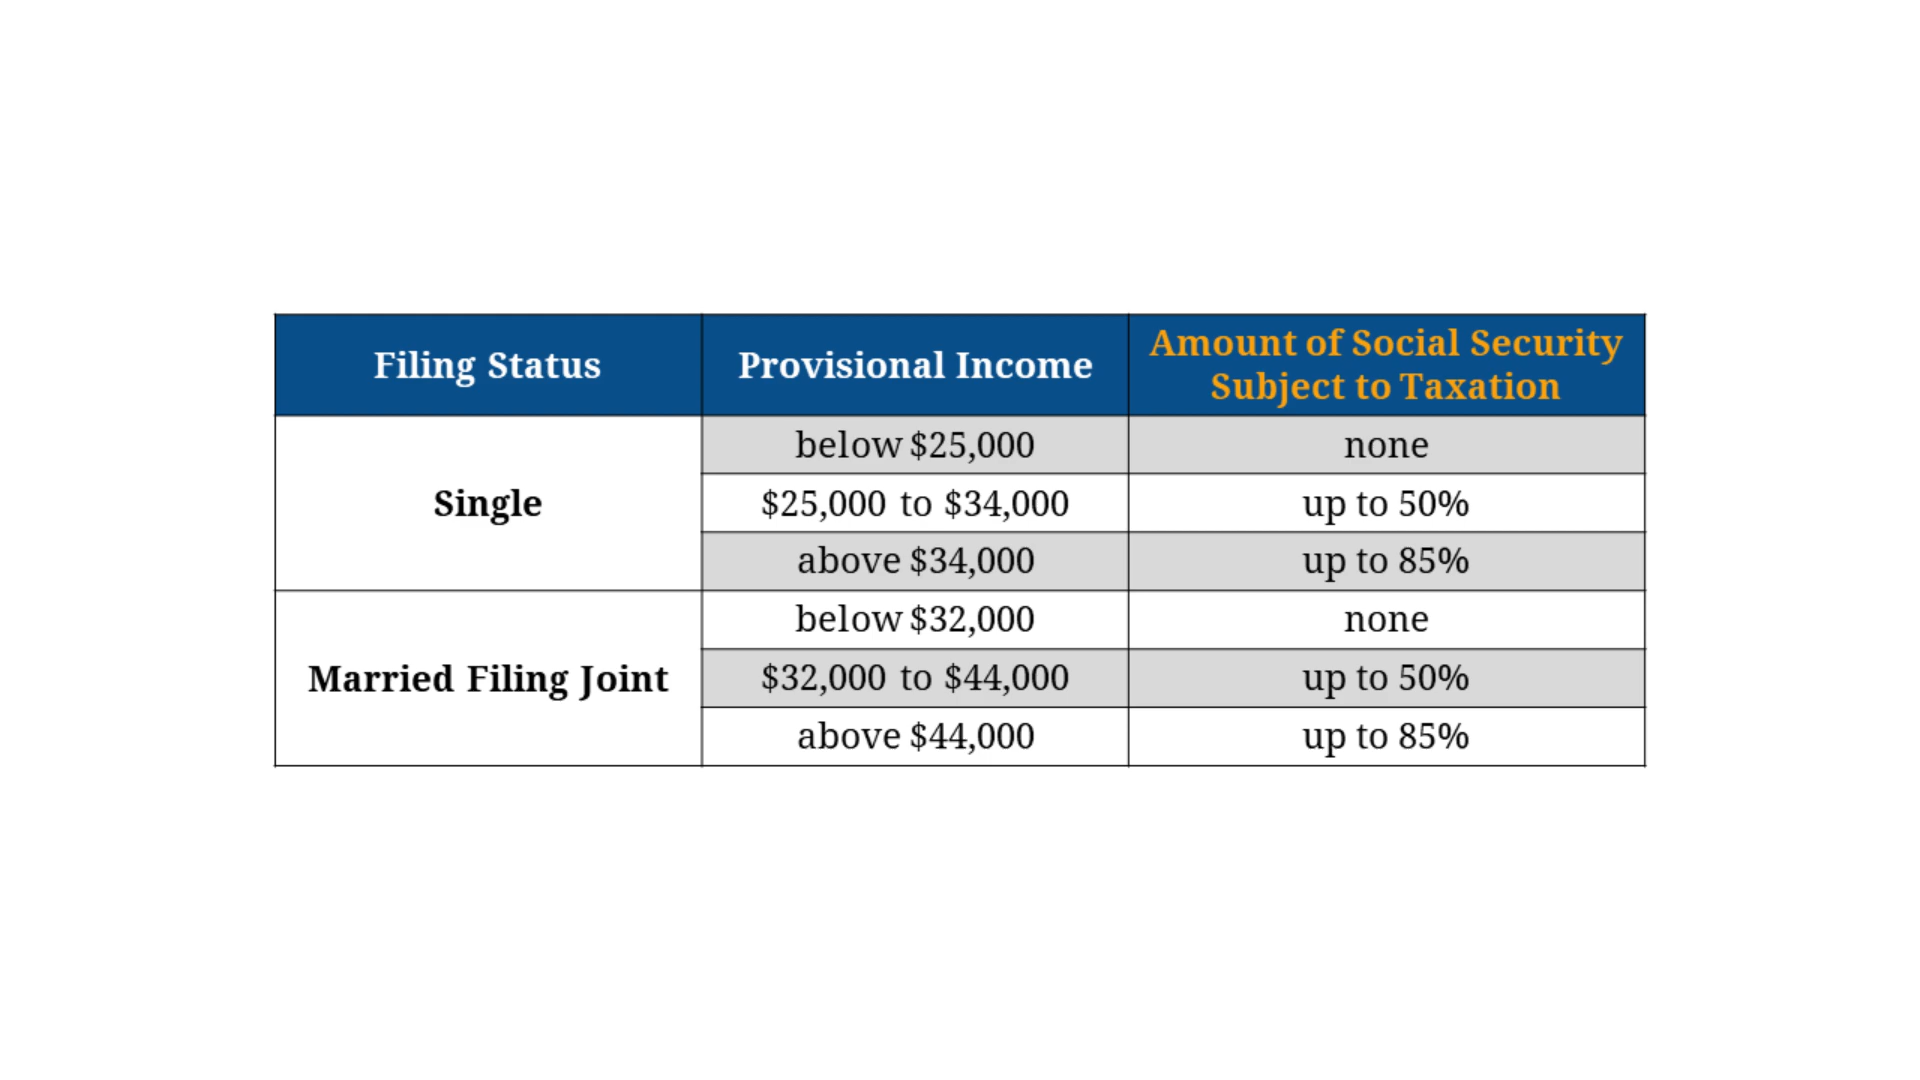 Filing Status
Provisional Income
Amount of Social Security
Subject to Taxation
Single
below $25,000
none
$25,000 to $34,000
up to 50%
above $34,000
up to 85%
Married Filing Joint
below $32,000
none
$32,000 to $44,000
up to 50%
above $44,000
up to 85%